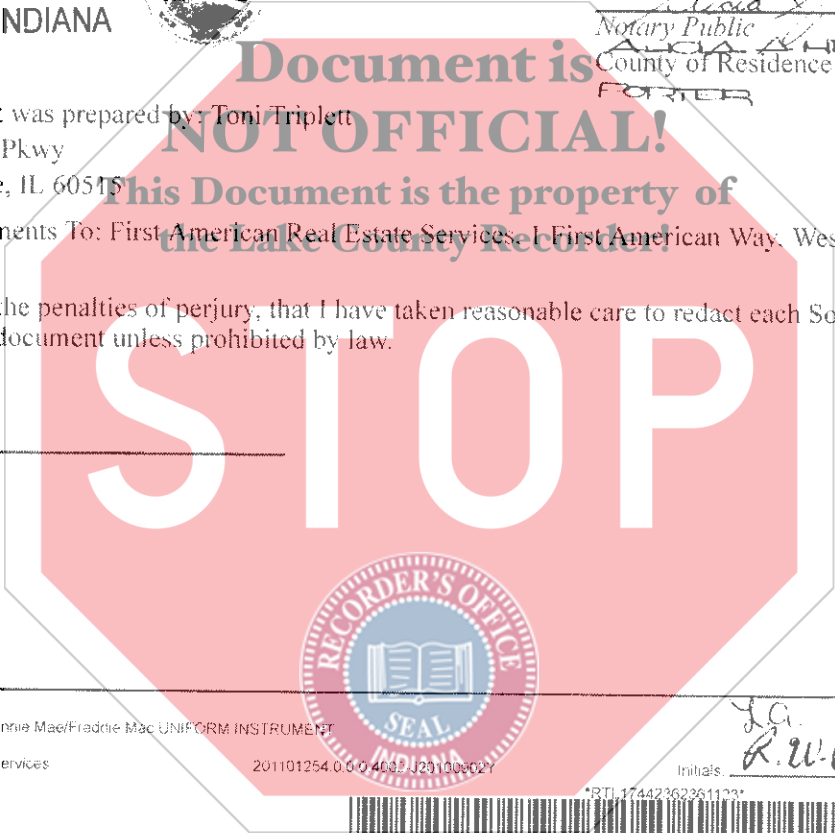 INDIANA
Notary Public
County of Residence
PORTER
Document is
NOT OFFICIAL!
This Document is the property of
the Lake County Recorder!
was prepared by: Toni Triplett
Pkwy
IL 60515
To: First American Real Estate Services, 1 First American Way, Wes
the penalties of perjury, that I have taken reasonable care to redact each So
document unless prohibited by law.
STOP
RECORDER'S OFFICE
SEAL
INDIANA
nnie Mae/Freddie Mac UNIFORM INSTRUMENT
ervices
Initials:
*RTL17442362361123*